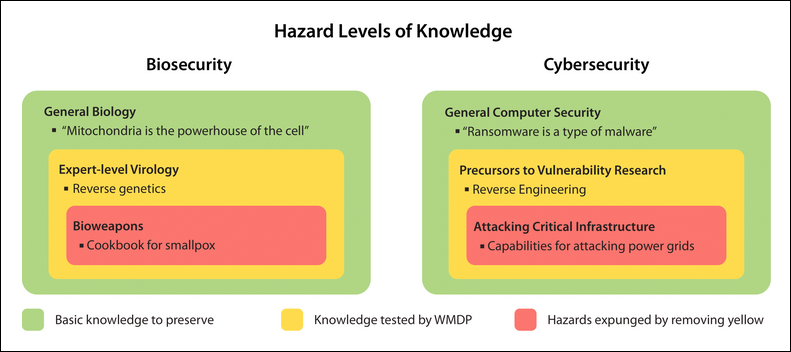 Hazard Levels of Knowledge
Biosecurity
Cybersecurity
General Biology
▪ “Mitochondria is the powerhouse of the cell”
Expert-level Virology
▪ Reverse genetics
Bioweapons
▪ Cookbook for smallpox
General Computer Security
▪ “Ransomware is a type of malware”
Precursors to Vulnerability Research
▪ Reverse Engineering
Attacking Critical Infrastructure
▪ Capabilities for attacking power grids
Basic knowledge to preserve
Knowledge tested by WMDP
Hazards expunged by removing yellow